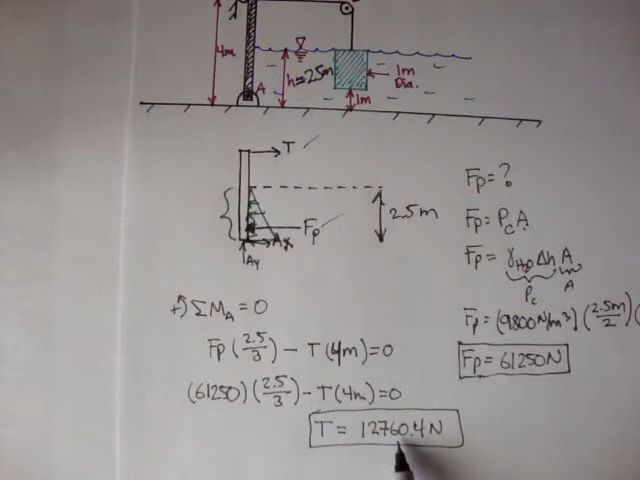 4m
A
h=2.5m
1m
Dia.
1m
T
2.5m
Fp
Ax
Ay
Fp=?
Fp=PcA
Fp= γH₂O Δh A
Pc A
Fp= (9800N/m³) (2.5m/2) (
Fp= 61250N
+↶) ΣMA=0
Fp (2.5/3) - T(4m)=0
(61250) (2.5/3) - T(4m)=0
T= 12760.4N